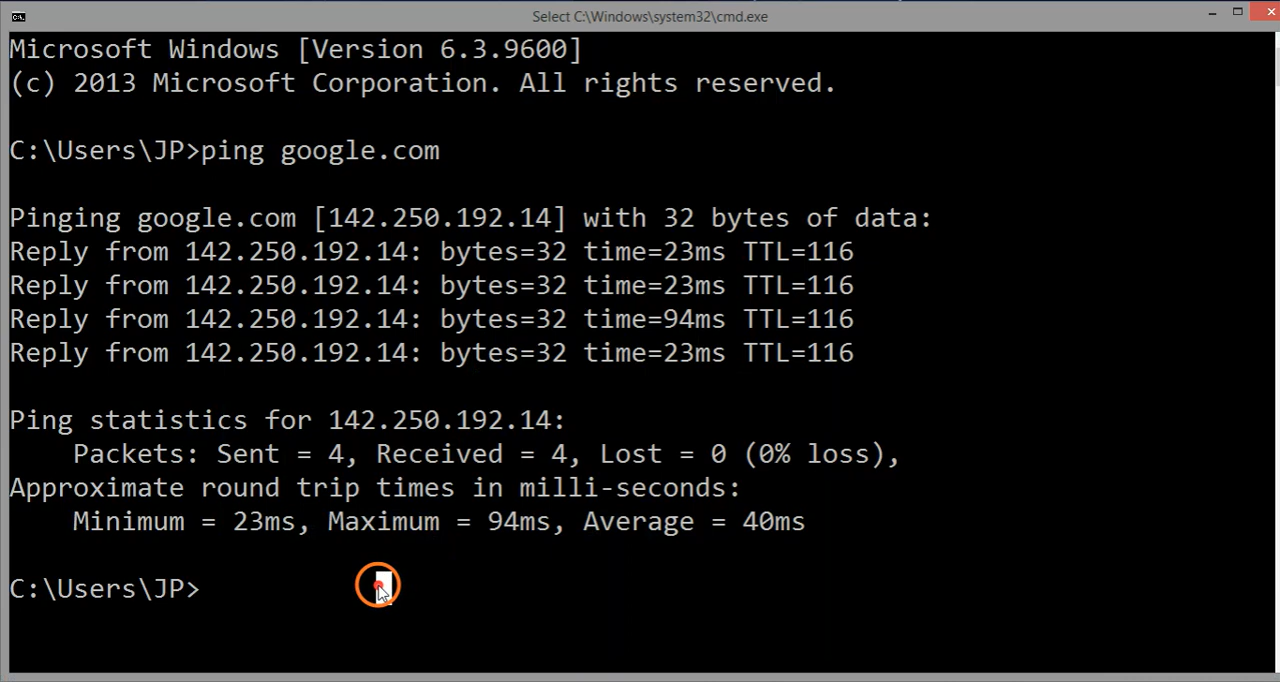 Select C:\Windows\system32\cmd.exe
Microsoft Windows [Version 6.3.9600]
(c) 2013 Microsoft Corporation. All rights reserved.
C:\Users\JP>ping google.com
Pinging google.com [142.250.192.14] with 32 bytes of data:
Reply from 142.250.192.14: bytes=32 time=23ms TTL=116
Reply from 142.250.192.14: bytes=32 time=23ms TTL=116
Reply from 142.250.192.14: bytes=32 time=94ms TTL=116
Reply from 142.250.192.14: bytes=32 time=23ms TTL=116
Ping statistics for 142.250.192.14:
    Packets: Sent = 4, Received = 4, Lost = 0 (0% loss),
Approximate round trip times in milli-seconds:
    Minimum = 23ms, Maximum = 94ms, Average = 40ms
C:\Users\JP>